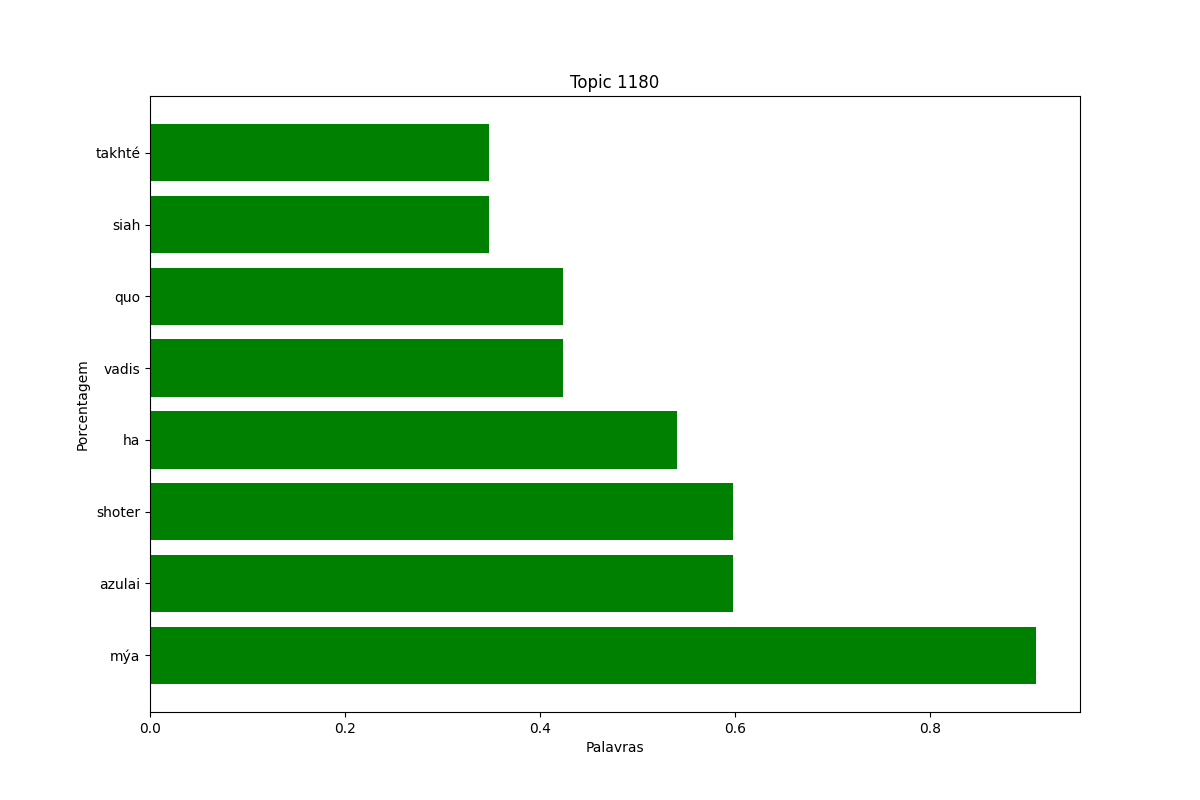 Topic 1180
takhté
siah
quo
vadis
ha
shoter
azulai
mýa
Porcentagem
0.0 0.2 0.4 0.6 0.8
Palavras